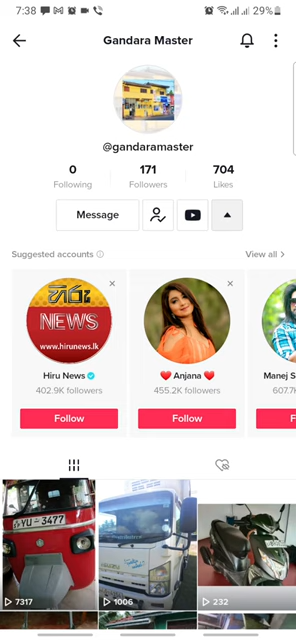 7:38
29%
Gandara Master
@gandaramaster
0
Following
171
Followers
704
Likes
Message
Suggested accounts
View all
හිරු
NEWS
www.hirunews.lk
Hiru News
402.9K followers
Follow
❤️ Anjana ❤️
455.2K followers
Follow
Manej S
607.7
F
YU 3477
7317
1006
232